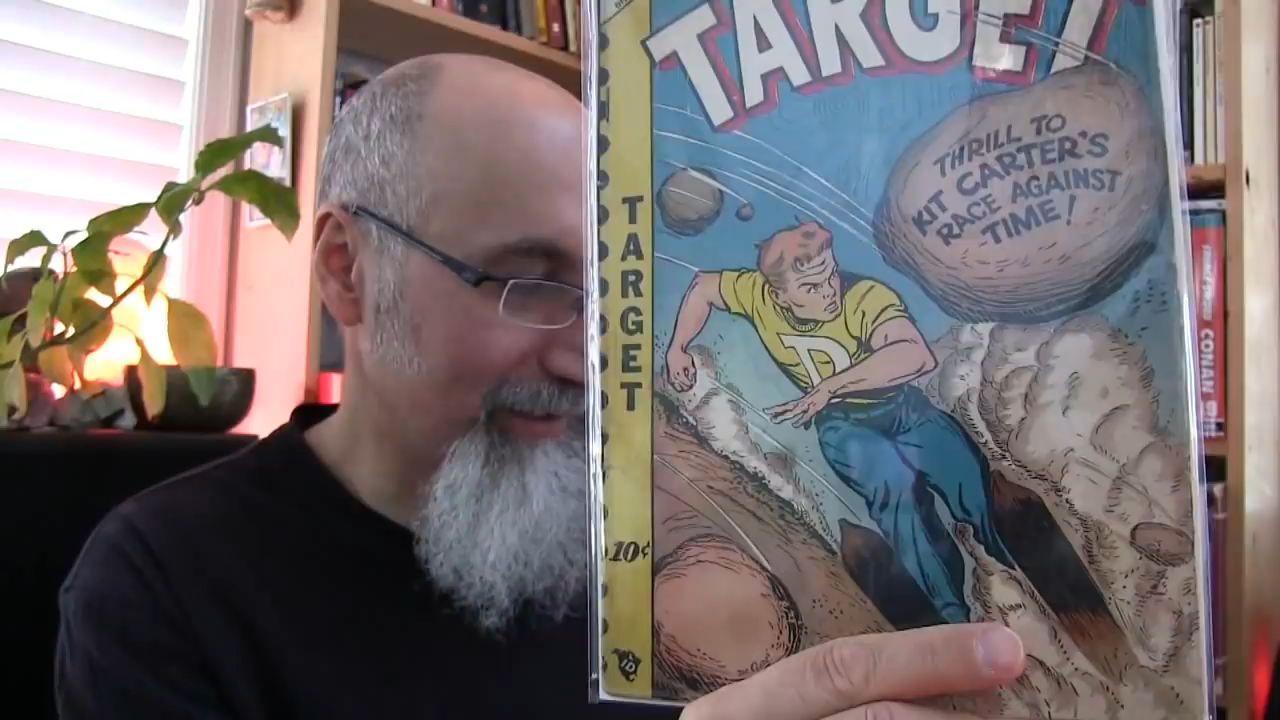 TARGET
THRILL TO
KIT CARTER'S
RACE AGAINST
TIME!
TARGET
D
10¢
CONAN